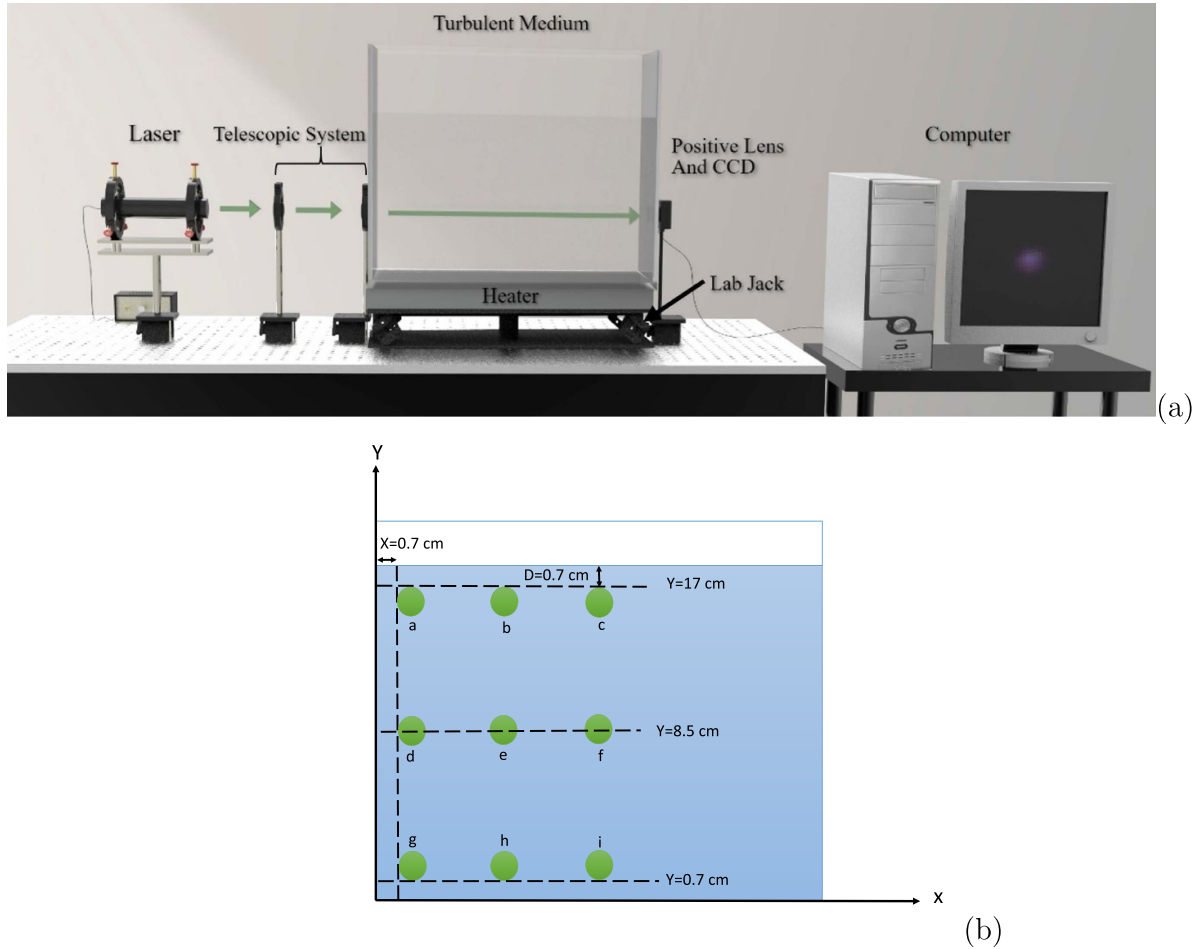 Turbulent Medium
Laser
Telescopic System
Positive Lens
And CCD
Computer
Lab Jack
Heater
(a)
Y
X=0.7 cm
D=0.7 cm
Y=17 cm
a
b
c
Y=8.5 cm
d
e
f
g
h
i
Y=0.7 cm
x
(b)